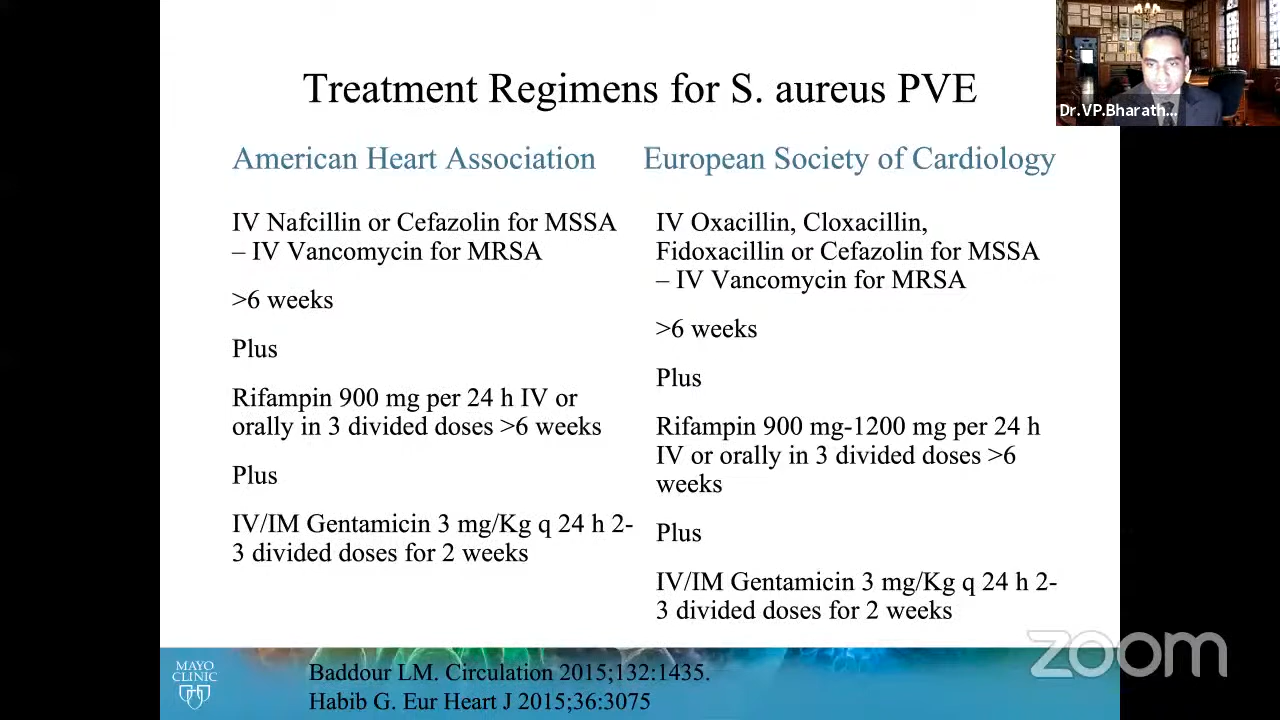 Treatment Regimens for S. aureus PVE
American Heart Association
IV Nafcillin or Cefazolin for MSSA
– IV Vancomycin for MRSA
>6 weeks
Plus
Rifampin 900 mg per 24 h IV or
orally in 3 divided doses >6 weeks
Plus
IV/IM Gentamicin 3 mg/Kg q 24 h 2-
3 divided doses for 2 weeks
European Society of Cardiology
IV Oxacillin, Cloxacillin,
Fidoxacillin or Cefazolin for MSSA
– IV Vancomycin for MRSA
>6 weeks
Plus
Rifampin 900 mg-1200 mg per 24 h
IV or orally in 3 divided doses >6
weeks
Plus
IV/IM Gentamicin 3 mg/Kg q 24 h 2-
3 divided doses for 2 weeks
MAYO
CLINIC
Baddour LM. Circulation 2015;132:1435.
Habib G. Eur Heart J 2015;36:3075
Dr.VP.Bharath...
zoom